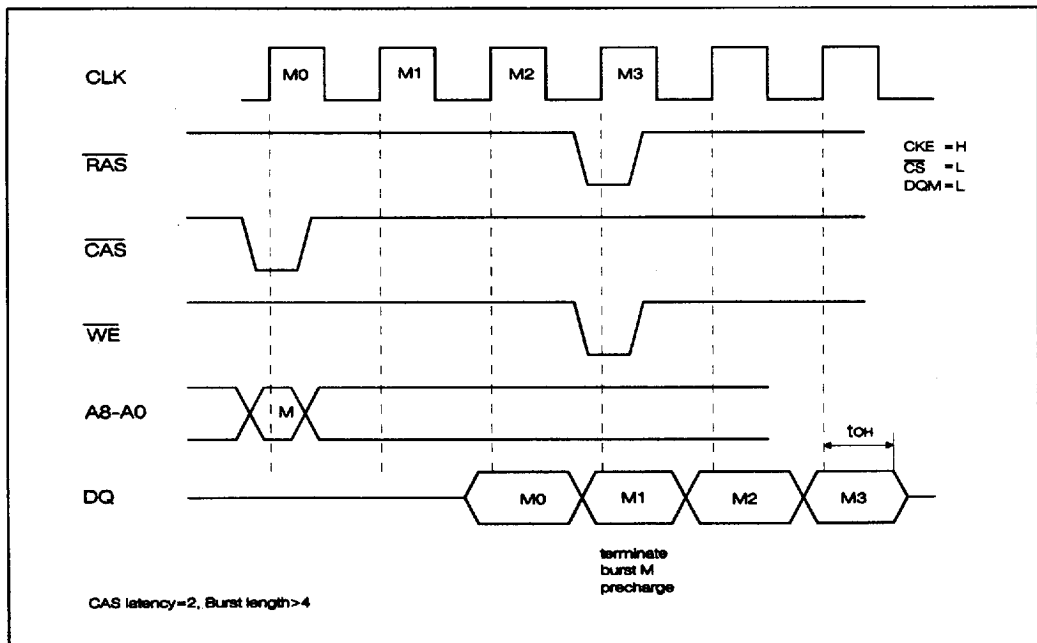 CLK M0 M1 M2 M3
RAS
CKE =H
CS =L
DQM=L
CAS
WE
A8-A0 M
tOH
DQ M0 M1 M2 M3
terminate
burst M
precharge
CAS latency=2, Burst length>4